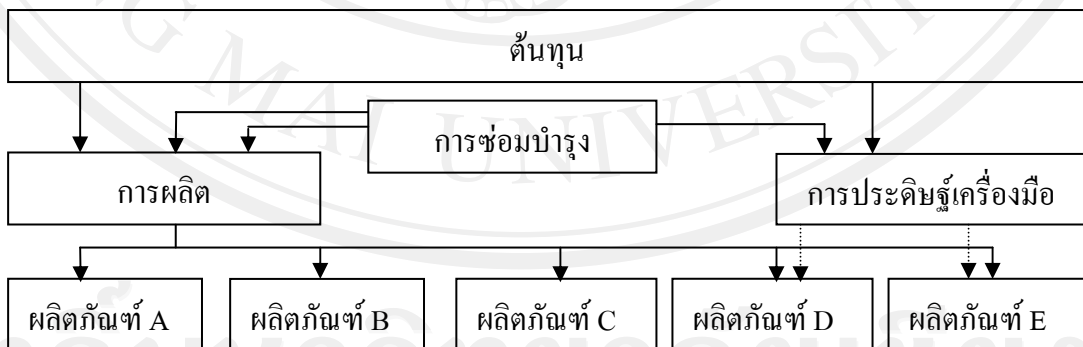 ต้นทุน
การซ่อมบำรุง
การผลิต
การประดิษฐ์เครื่องมือ
ผลิตภัณฑ์ A
ผลิตภัณฑ์ B
ผลิตภัณฑ์ C
ผลิตภัณฑ์ D
ผลิตภัณฑ์ E